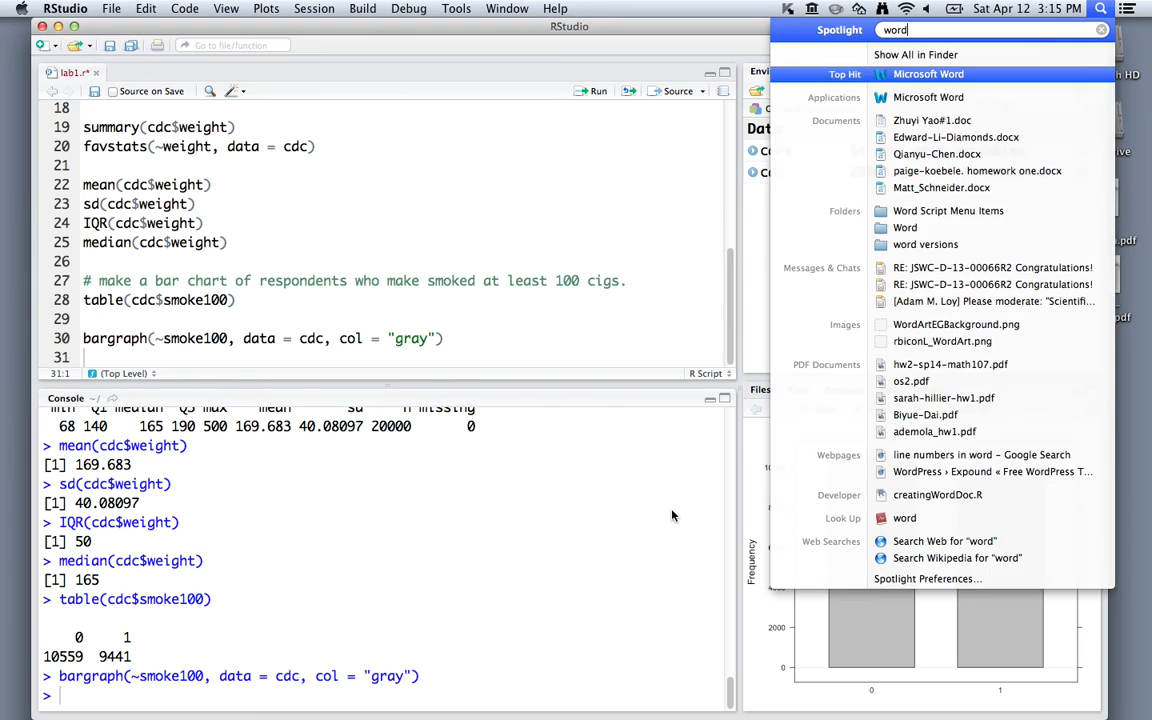 RStudio File Edit Code View Plots Session Build Debug Tools Window Help Sat Apr 12 3:15 PM
RStudio
Go to file/function
lab1.r*
Source on Save
Run
Source
18
19 summary(cdc$weight)
20 favstats(~weight, data = cdc)
21
22 mean(cdc$weight)
23 sd(cdc$weight)
24 IQR(cdc$weight)
25 median(cdc$weight)
26
27 # make a bar chart of respondents who make smoked at least 100 cigs.
28 table(cdc$smoke100)
29
30 bargraph(~smoke100, data = cdc, col = "gray")
31
31:1 (Top Level) R Script
Console ~/
min Q1 median Q3 max mean sd n missing
68 140 165 190 500 169.683 40.08097 20000 0
> mean(cdc$weight)
[1] 169.683
> sd(cdc$weight)
[1] 40.08097
> IQR(cdc$weight)
[1] 50
> median(cdc$weight)
[1] 165
> table(cdc$smoke100)
0 1
10559 9441
> bargraph(~smoke100, data = cdc, col = "gray")
>
Spotlight word
Show All in Finder
Top Hit Microsoft Word
Applications Microsoft Word
Documents Zhuyi Yao#1.doc
Edward-Li-Diamonds.docx
Qianyu-Chen.docx
paige-koebele. homework one.docx
Matt_Schneider.docx
Folders Word Script Menu Items
Word
word versions
Messages & Chats RE: JSWC-D-13-00066R2 Congratulations!
RE: JSWC-D-13-00066R2 Congratulations!
[Adam M. Loy] Please moderate: "Scientifi...
Images WordArtEGBackground.png
rbiconL_WordArt.png
PDF Documents hw2-sp14-math107.pdf
os2.pdf
sarah-hillier-hw1.pdf
Biyue-Dai.pdf
ademola_hw1.pdf
Webpages line numbers in word - Google Search
WordPress › Expound « Free WordPress T...
Developer creatingWordDoc.R
Look Up word
Web Searches Search Web for "word"
Search Wikipedia for "word"
Spotlight Preferences...
Files
Frequency
2000
0
0 1